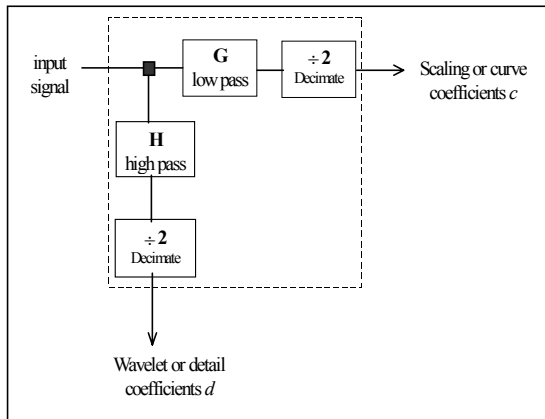 input
signal
G
low pass
÷2
Decimate
Scaling or curve
coefficients c
H
high pass
÷2
Decimate
Wavelet or detail
coefficients d